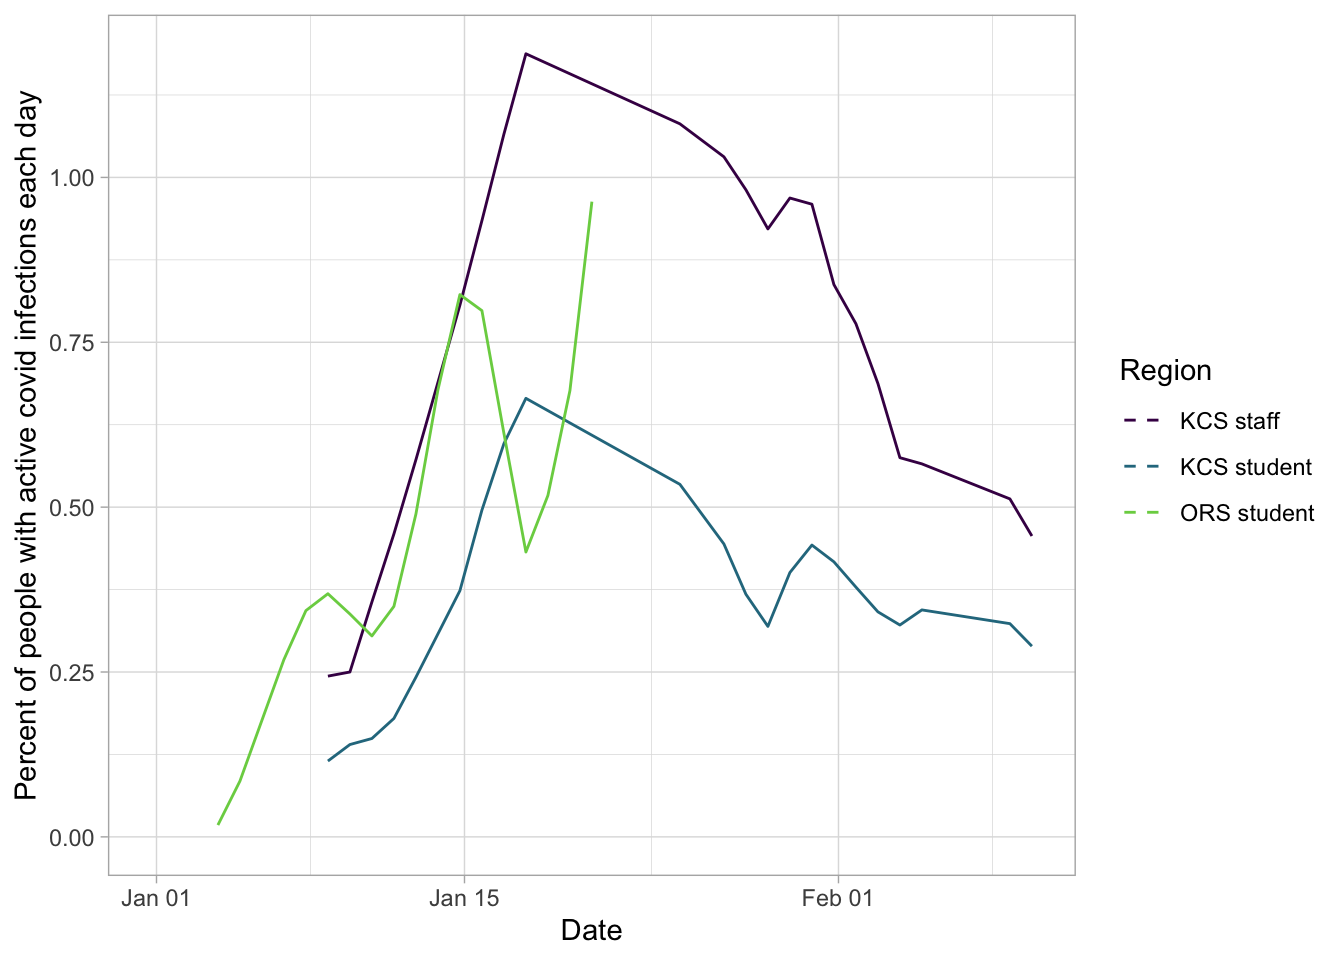 Percent of people with active covid infections each day
1.00
0.75
0.50
0.25
0.00
Jan 01
Jan 15
Feb 01
Date
Region
KCS staff
KCS student
ORS student